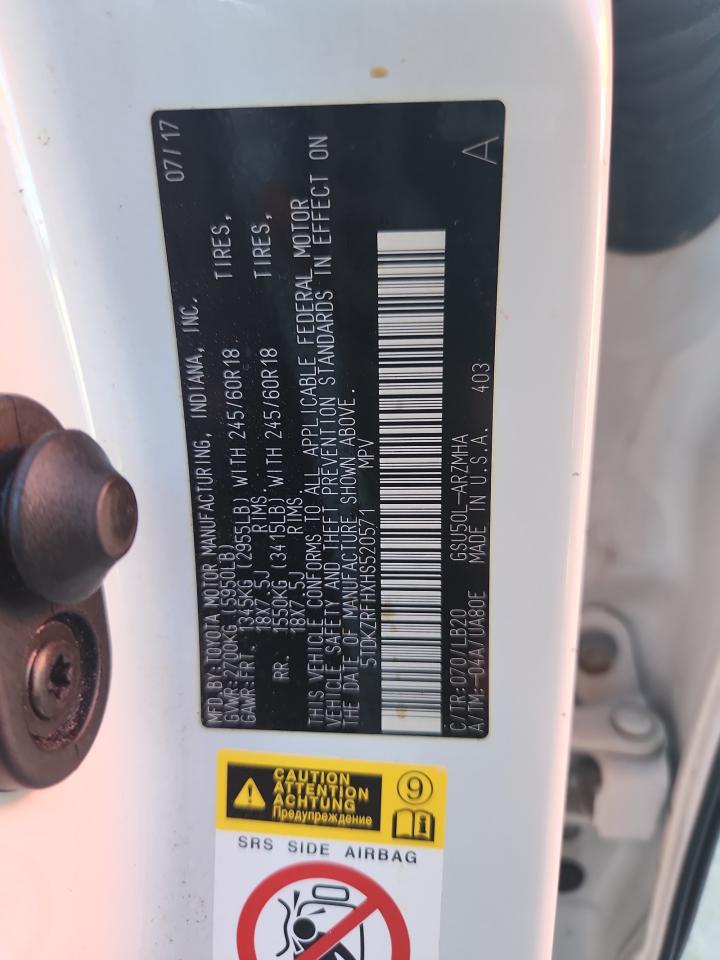 MFD.BY:TOYOTA MOTOR MANUFACTURING, INDIANA, INC. 07/17
GVWR:2700KG (5950LB)
GAWR:FRT. 1345KG (2955LB) WITH 245/60R18 TIRES,
18X7.5J RIMS,
RR. 1550KG (3415LB) WITH 245/60R18 TIRES,
18X7.5J RIMS.
THIS VEHICLE CONFORMS TO ALL APPLICABLE FEDERAL MOTOR
VEHICLE SAFETY AND THEFT PREVENTION STANDARDS IN EFFECT ON
THE DATE OF MANUFACTURE SHOWN ABOVE.
5TDKZRFHXHS520571 MPV
C/TR:070/LB20 GSU50L-ARZMHA
A/TM:-04A/UA80E MADE IN U.S.A. 403 A
CAUTION
ATTENTION
ACHTUNG
Предупреждение
9
i
SRS SIDE AIRBAG